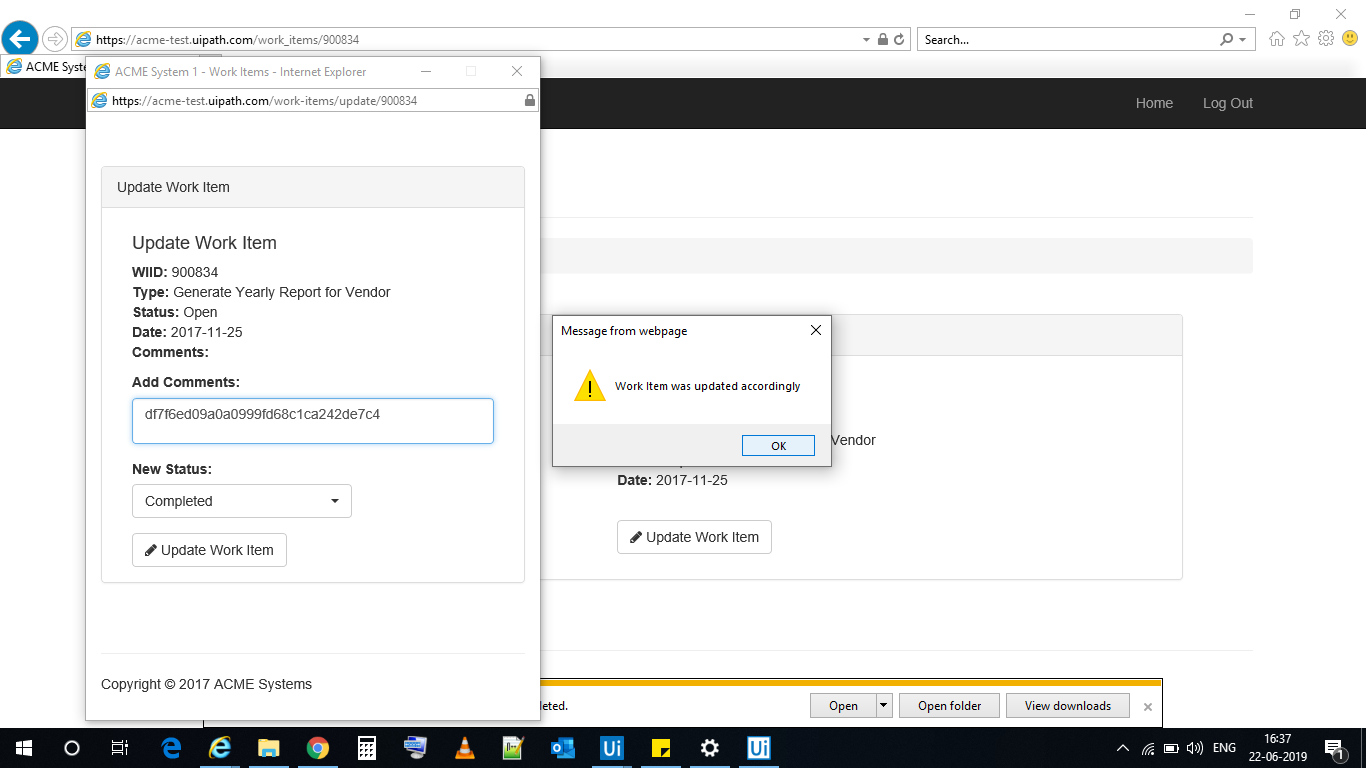 https://acme-test.uipath.com/work_items/900834
Search...
ACME Syste
ACME System 1 - Work Items - Internet Explorer
https://acme-test.uipath.com/work-items/update/900834
Home
Log Out
Update Work Item
Update Work Item
WIID: 900834
Type: Generate Yearly Report for Vendor
Status: Open
Date: 2017-11-25
Comments:
Add Comments:
df7f6ed09a0a0999fd68c1ca242de7c4
New Status:
Completed
Update Work Item
Copyright © 2017 ACME Systems
Message from webpage
Work Item was updated accordingly
OK
Vendor
Date: 2017-11-25
Update Work Item
leted.
Open
Open folder
View downloads
ENG
16:37
22-06-2019
1
Ui
Ui